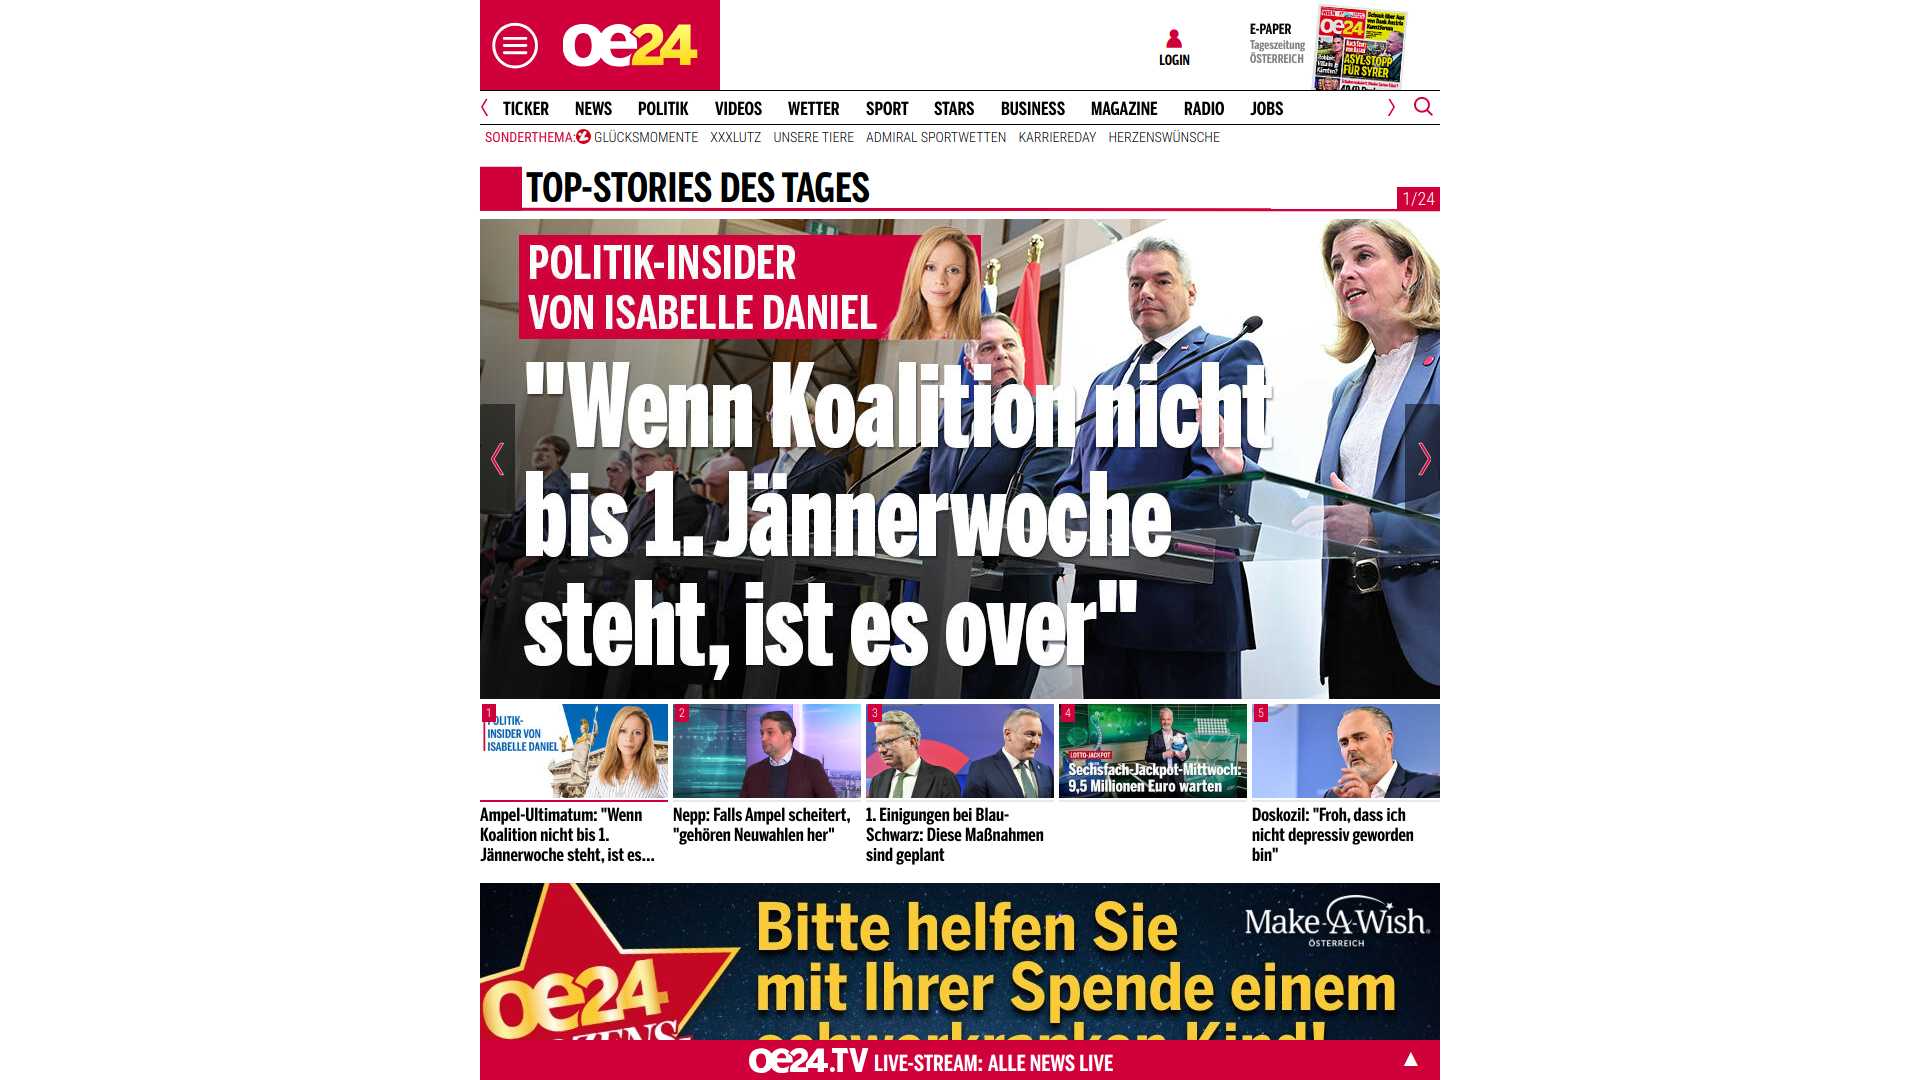 oe24
LOGIN
E-PAPER
Tageszeitung
ÖSTERREICH
oe24
ASYL-STOPP
FÜR SYRER
TICKER NEWS POLITIK VIDEOS WETTER SPORT STARS BUSINESS MAGAZINE RADIO JOBS
SONDERTHEMA: GLÜCKSMOMENTE XXXLUTZ UNSERE TIERE ADMIRAL SPORTWETTEN KARRIEREDAY HERZENSWÜNSCHE
TOP-STORIES DES TAGES
1/24
POLITIK-INSIDER
VON ISABELLE DANIEL
"Wenn Koalition nicht
bis 1. Jännerwoche
steht, ist es over"
1
POLITIK-
INSIDER VON
ISABELLE DANIEL
Ampel-Ultimatum: "Wenn
Koalition nicht bis 1.
Jännerwoche steht, ist es...
2
Nepp: Falls Ampel scheitert,
"gehören Neuwahlen her"
3
1. Einigungen bei Blau-
Schwarz: Diese Maßnahmen
sind geplant
4
LOTTO-JACKPOT
Sechsfach-Jackpot-Mittwoch:
9,5 Millionen Euro warten
5
Doskozil: "Froh, dass ich
nicht depressiv geworden
bin"
oe24
Bitte helfen Sie
mit Ihrer Spende einem
schwerkranken Kind!
Make-A-Wish
ÖSTERREICH
oe24.TV LIVE-STREAM: ALLE NEWS LIVE